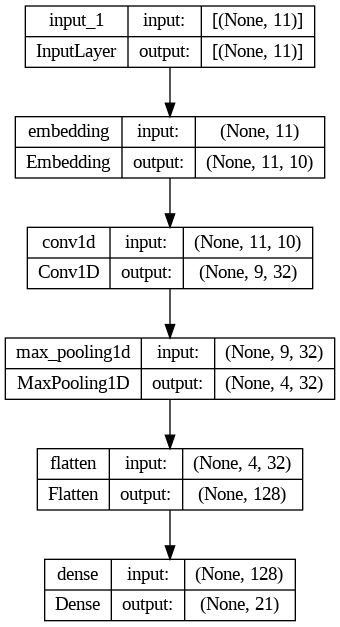 input_1 input: [(None, 11)]
InputLayer output: [(None, 11)]
embedding input: (None, 11)
Embedding output: (None, 11, 10)
conv1d input: (None, 11, 10)
Conv1D output: (None, 9, 32)
max_pooling1d input: (None, 9, 32)
MaxPooling1D output: (None, 4, 32)
flatten input: (None, 4, 32)
Flatten output: (None, 128)
dense input: (None, 128)
Dense output: (None, 21)